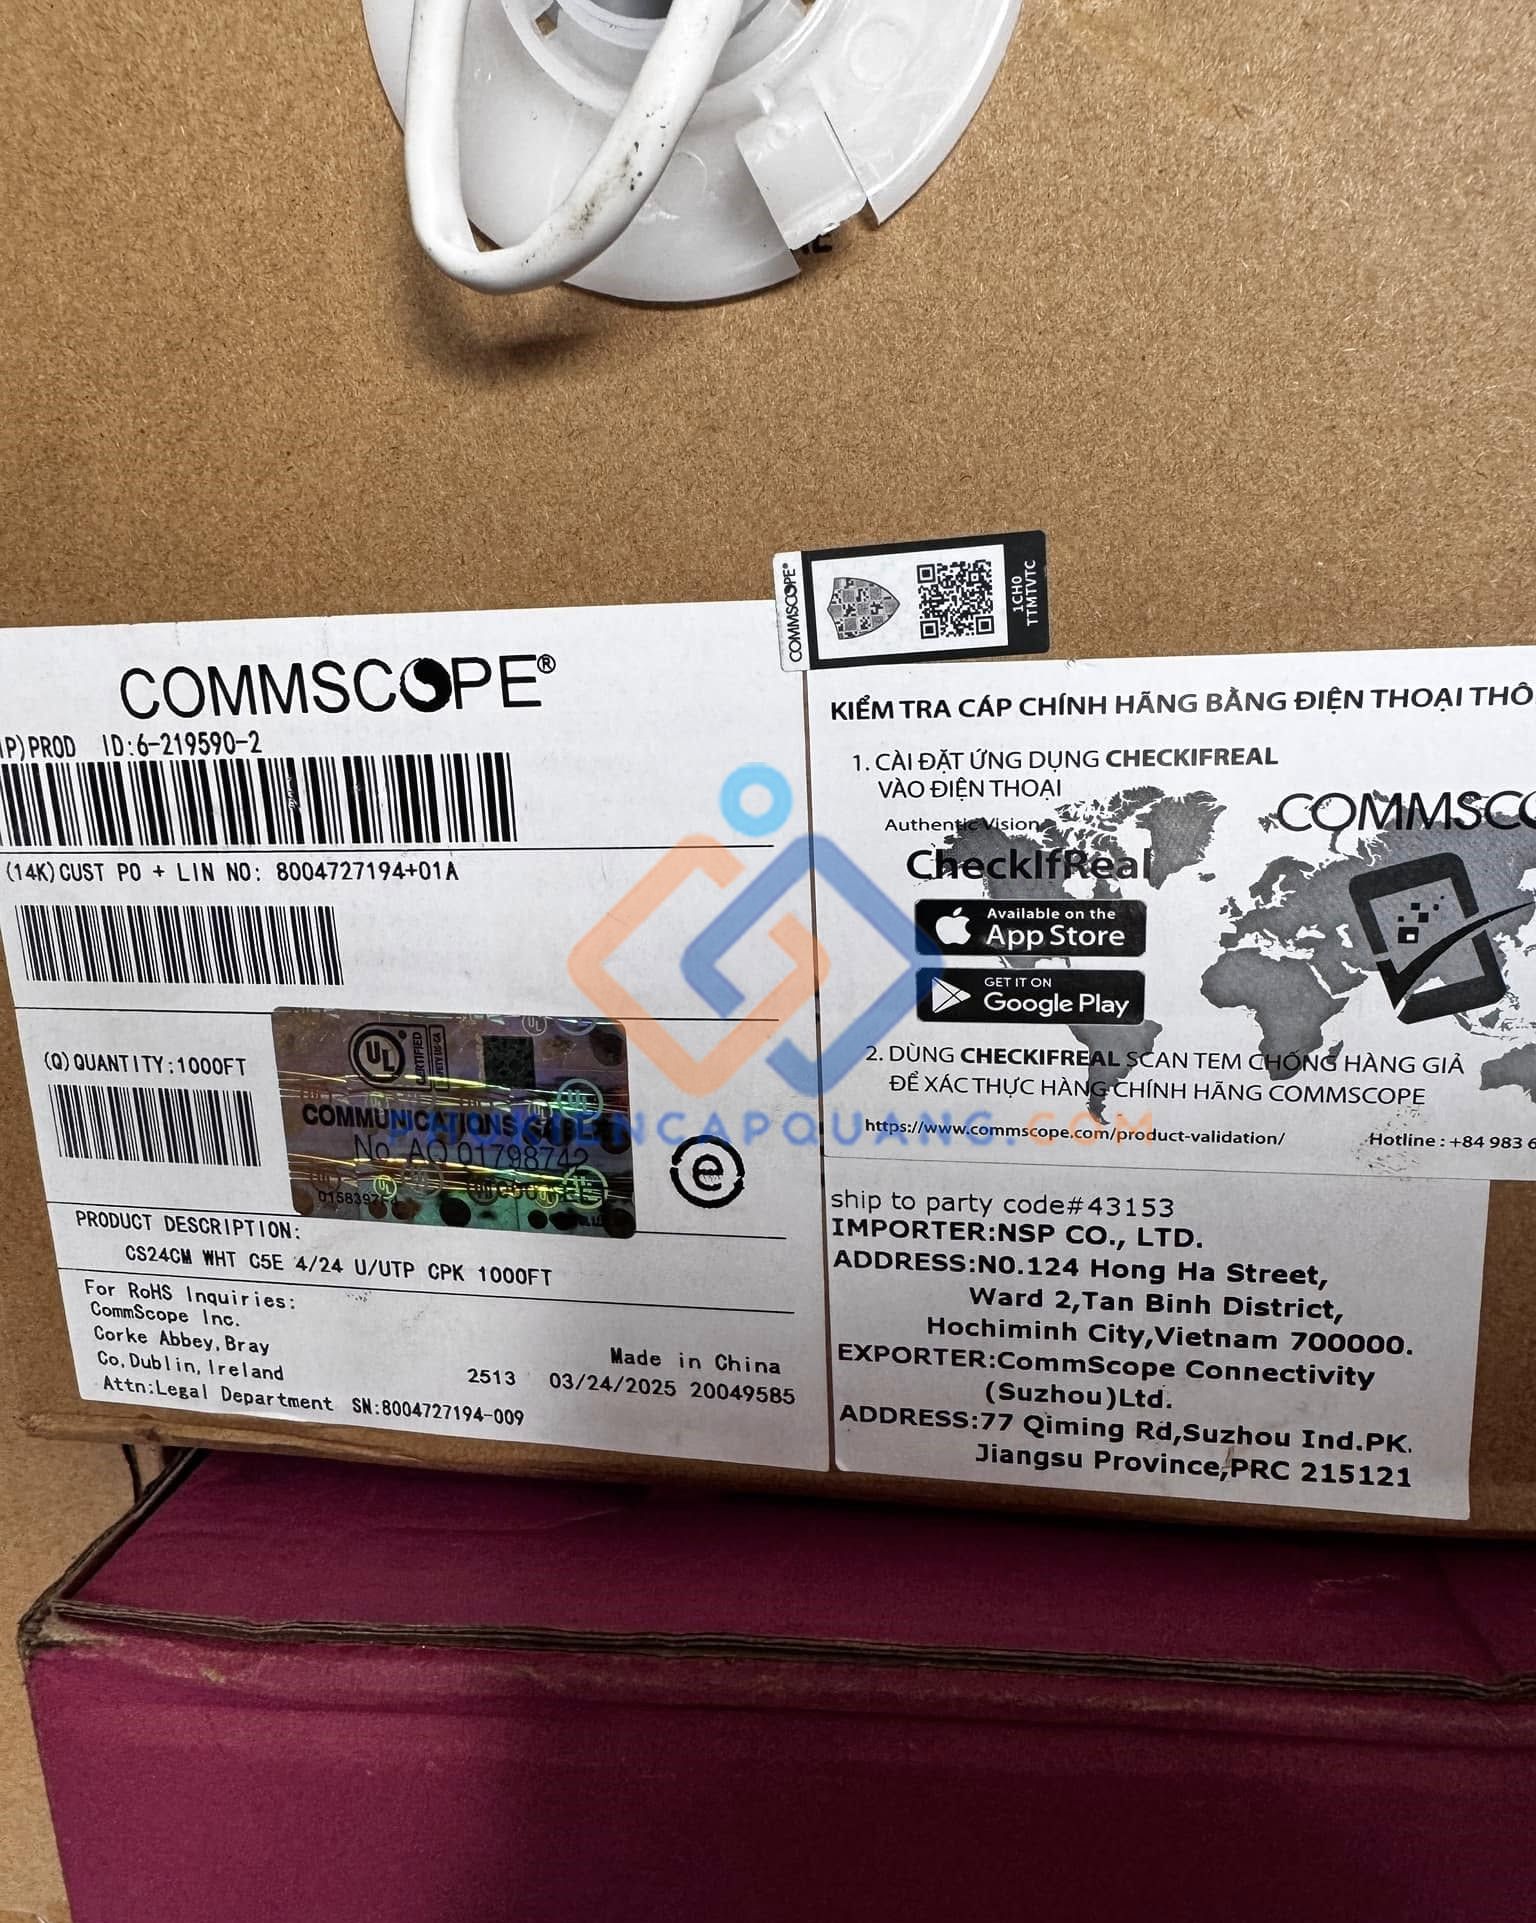 COMMSCOPE®
1CH0
TTMTVTC
COMMSCOPE®
P)PROD ID:6-219590-2
(14K)CUST PO + LIN NO: 8004727194+01A
(Q)QUANTITY:1000FT
UL
CERTIFIED
COMMUNICATIONS
No. AQ 01798742
PRODUCT DESCRIPTION:
CS24CM WHT C5E 4/24 U/UTP CPK 1000FT
For RoHS Inquiries:
CommScope Inc.
Corke Abbey,Bray
Co,Dublin,Ireland
Attn:Legal Department SN:8004727194-009
Made in China
2513 03/24/2025 20049585
KIỂM TRA CÁP CHÍNH HÃNG BẰNG ĐIỆN THOẠI THÔ
1. CÀI ĐẶT ỨNG DỤNG CHECKIFREAL
VÀO ĐIỆN THOẠI
Authentic Vision
CheckIfReal
COMMSCO
Available on the
App Store
GET IT ON
Google Play
2. DÙNG CHECKIFREAL SCAN TEM CHỐNG HÀNG GIẢ
ĐỂ XÁC THỰC HÀNG CHÍNH HÃNG COMMSCOPE
https://www.commscope.com/product-validation/
Hotline : +84 983 6
PHUKIENCAPQUANG.COM
ship to party code#43153
IMPORTER:NSP CO., LTD.
ADDRESS:N0.124 Hong Ha Street,
Ward 2,Tan Binh District,
Hochiminh City,Vietnam 700000.
EXPORTER:CommScope Connectivity
(Suzhou)Ltd.
ADDRESS:77 Qiming Rd,Suzhou Ind.PK.
Jiangsu Province,PRC 215121